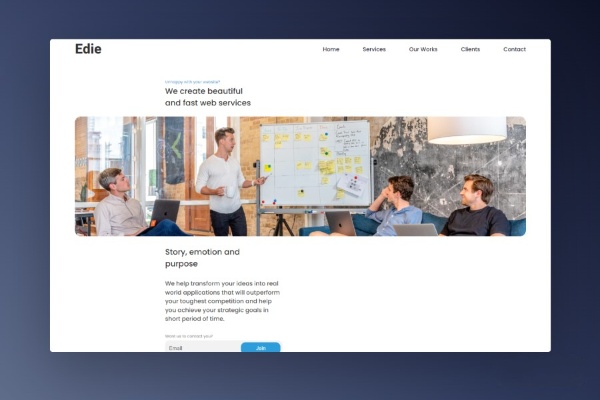 Edie
Home Services Our Works Clients Contact
Unhappy with your website?
We create beautiful
and fast web services
Story, emotion and
purpose
We help transform your ideas into real
world applications that will outperform
your toughest competition and help
you achieve your strategic goals in
short period of time.
Want us to contact you?
Email Join